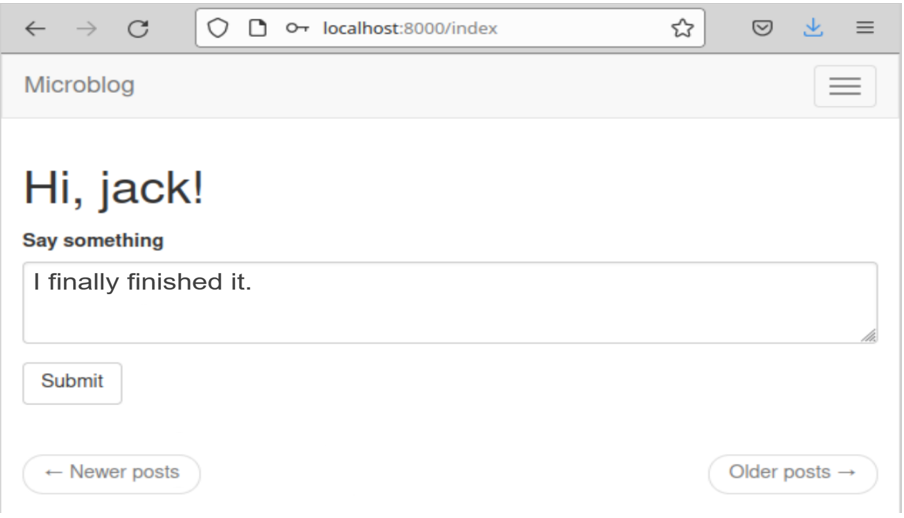 localhost:8000/index
Microblog
Hi, jack!
Say something
I finally finished it.
Submit
← Newer posts
Older posts →